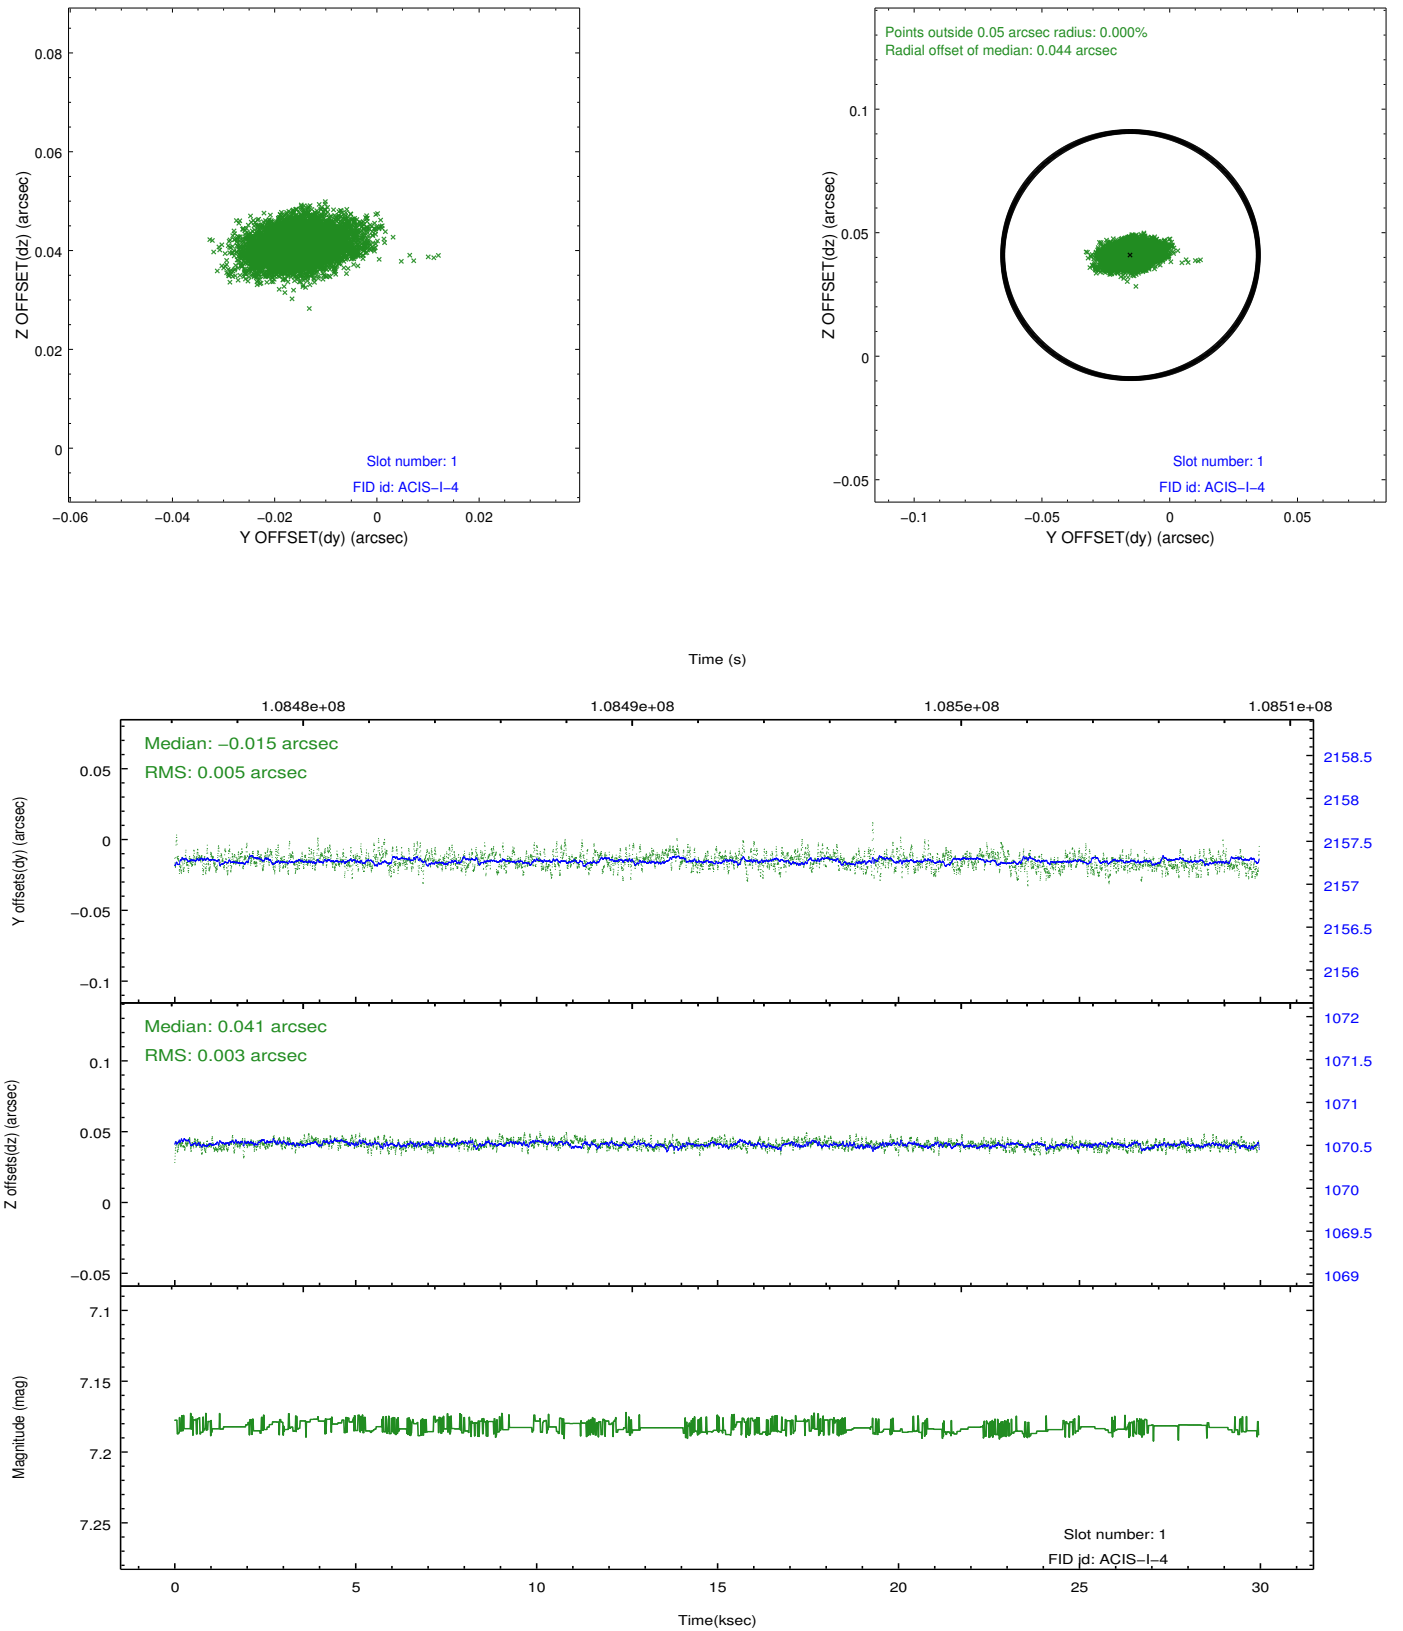 0.08
0.06
0.04
0.02
0
Z OFFSET(dz) (arcsec)
Slot number: 1
FID id: ACIS−I−4
−0.06 −0.04 −0.02 0 0.02
Y OFFSET(dy) (arcsec)
Points outside 0.05 arcsec radius: 0.000%
Radial offset of median: 0.044 arcsec
0.1
0.05
0
−0.05
Z OFFSET(dz) (arcsec)
Slot number: 1
FID id: ACIS−I−4
−0.1 −0.05 0 0.05
Y OFFSET(dy) (arcsec)
Time (s)
1.0848e+08 1.0849e+08 1.085e+08 1.0851e+08
Median: −0.015 arcsec
RMS: 0.005 arcsec
0.05
0
−0.05
−0.1
Y offsets(dy) (arcsec)
2158.5
2158
2157.5
2157
2156.5
2156
Median: 0.041 arcsec
RMS: 0.003 arcsec
0.1
0.05
0
−0.05
Z offsets(dz) (arcsec)
1072
1071.5
1071
1070.5
1070
1069.5
1069
7.1
7.15
7.2
7.25
Magnitude (mag)
Slot number: 1
FID id: ACIS−I−4
0 5 10 15 20 25 30
Time(ksec)